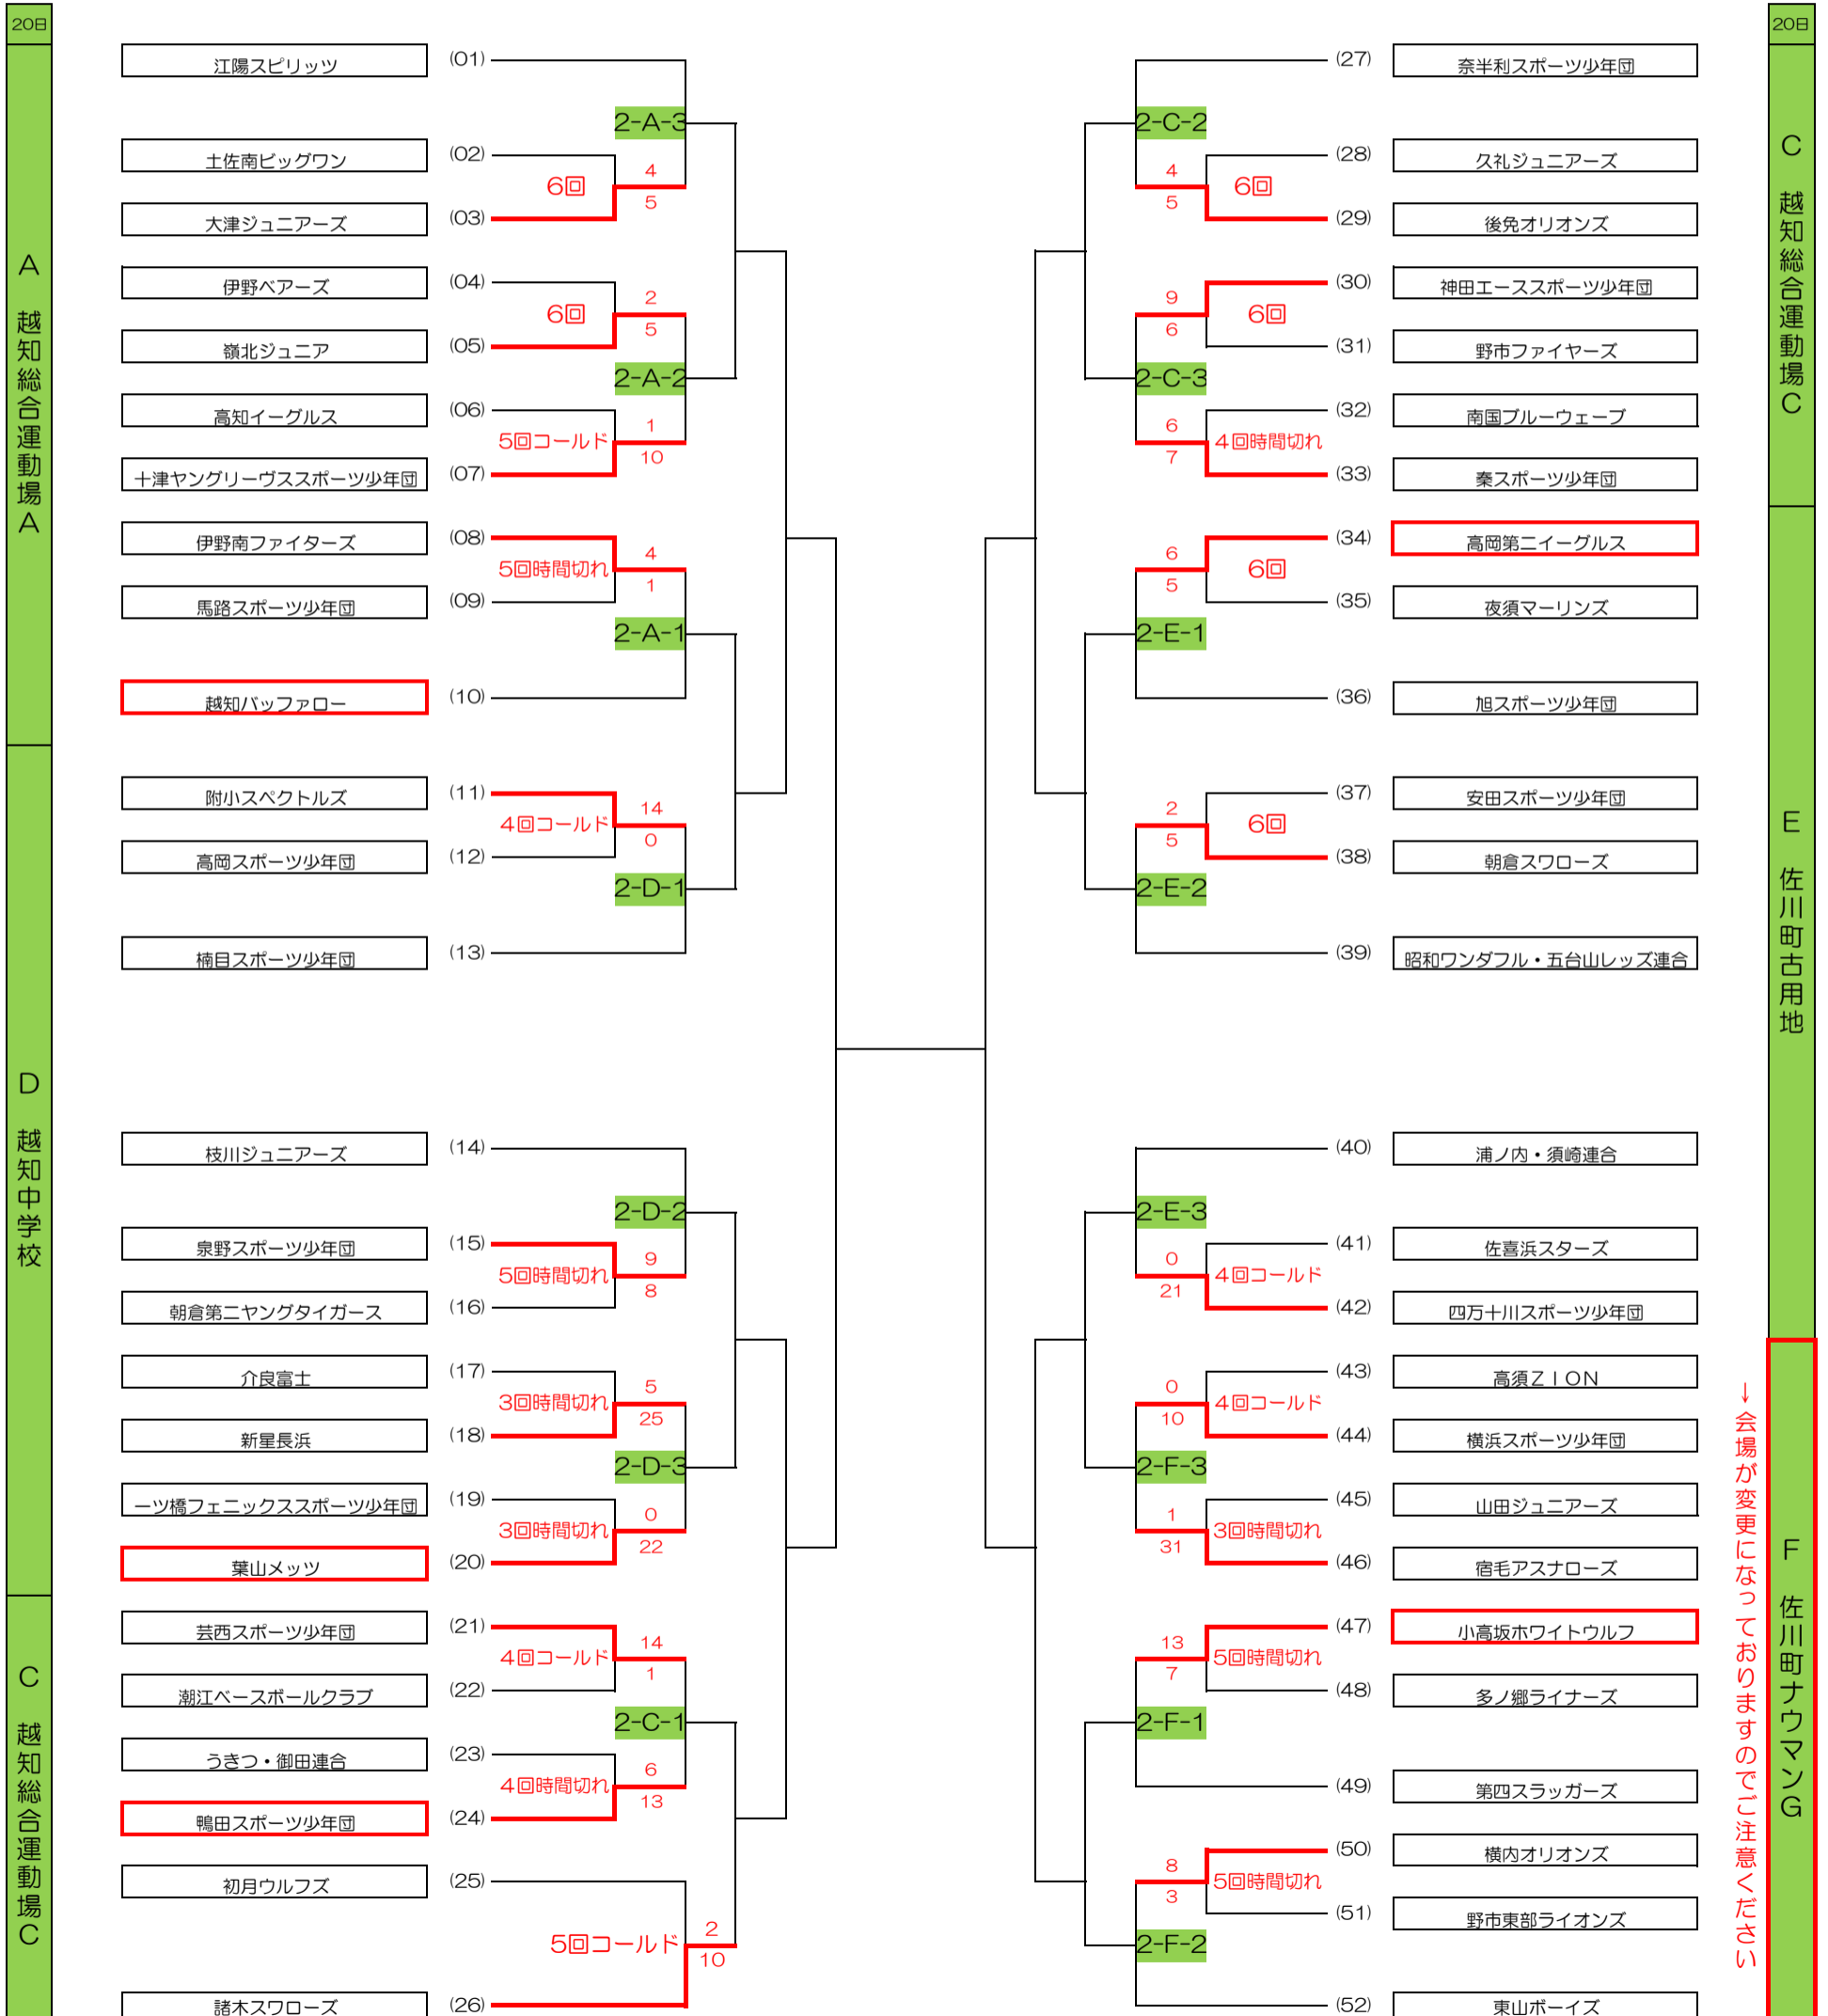 20日
A 越知総合運動場A
D 越知中学校
C 越知総合運動場C
江陽スピリッツ (01)
2-A-3
土佐南ビッグワン (02)
6回 4
5
大津ジュニアーズ (03)
伊野ベアーズ (04)
6回 2
5
嶺北ジュニア (05)
2-A-2
高知イーグルス (06)
5回コールド 1
10
十津ヤングリーヴススポーツ少年団 (07)
伊野南ファイターズ (08)
5回時間切れ 4
1
馬路スポーツ少年団 (09)
2-A-1
越知バッファロー (10)
附小スペクトルズ (11)
4回コールド 14
0
高岡スポーツ少年団 (12)
2-D-1
楠目スポーツ少年団 (13)
枝川ジュニアーズ (14)
2-D-2
泉野スポーツ少年団 (15)
5回時間切れ 9
8
朝倉第二ヤングタイガース (16)
介良富士 (17)
3回時間切れ 5
25
新星長浜 (18)
2-D-3
一ツ橋フェニックススポーツ少年団 (19)
3回時間切れ 0
22
葉山メッツ (20)
芸西スポーツ少年団 (21)
4回コールド 14
1
潮江ベースボールクラブ (22)
2-C-1
うきつ・御田連合 (23)
4回時間切れ 6
13
鴨田スポーツ少年団 (24)
初月ウルフズ (25)
5回コールド 2
10
諸木スワローズ (26)
(27) 奈半利スポーツ少年団
2-C-2
(28) 久礼ジュニアーズ
4 6回
5
(29) 後免オリオンズ
(30) 神田エーススポーツ少年団
9 6回
6
(31) 野市ファイヤーズ
2-C-3
(32) 南国ブルーウェーブ
6 4回時間切れ
7
(33) 秦スポーツ少年団
(34) 高岡第二イーグルス
6 6回
5
(35) 夜須マーリンズ
2-E-1
(36) 旭スポーツ少年団
(37) 安田スポーツ少年団
2 6回
5
(38) 朝倉スワローズ
2-E-2
(39) 昭和ワンダフル・五台山レッズ連合
(40) 浦ノ内・須崎連合
2-E-3
(41) 佐喜浜スターズ
0 4回コールド
21
(42) 四万十川スポーツ少年団
(43) 高須ZION
0 4回コールド
10
(44) 横浜スポーツ少年団
2-F-3
(45) 山田ジュニアーズ
1 3回時間切れ
31
(46) 宿毛アスナローズ
(47) 小高坂ホワイトウルフ
13 5回時間切れ
7
(48) 多ノ郷ライナーズ
2-F-1
(49) 第四スラッガーズ
(50) 横内オリオンズ
8 5回時間切れ
3
(51) 野市東部ライオンズ
2-F-2
(52) 東山ボーイズ
20日
C 越知総合運動場C
E 佐川町古用地
F 佐川町ナウマンG
←会場が変更になっておりますのでご注意ください